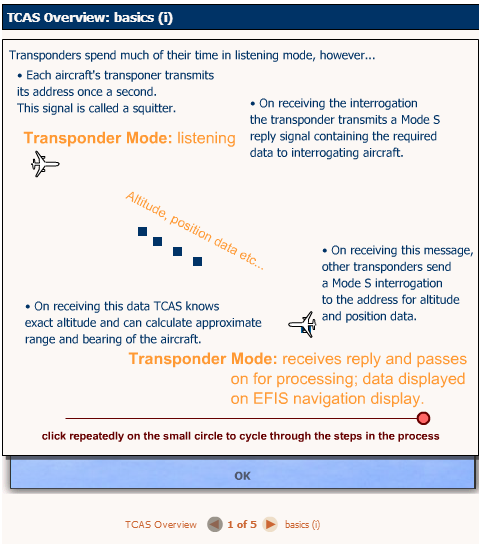 TCAS Overview: basics (i)
Transponders spend much of their time in listening mode, however...
• Each aircraft's transponer transmits
its address once a second.
This signal is called a squitter.
• On receiving the interrogation
the transponder transmits a Mode S
reply signal containing the required
data to interrogating aircraft.
Transponder Mode: listening
Altitude, position data etc...
• On receiving this message,
other transponders send
a Mode S interrogation
to the address for altitude
and position data.
• On receiving this data TCAS knows
exact altitude and can calculate approximate
range and bearing of the aircraft.
Transponder Mode: receives reply and passes
on for processing; data displayed
on EFIS navigation display.
click repeatedly on the small circle to cycle through the steps in the process
OK
TCAS Overview 1 of 5 basics (i)